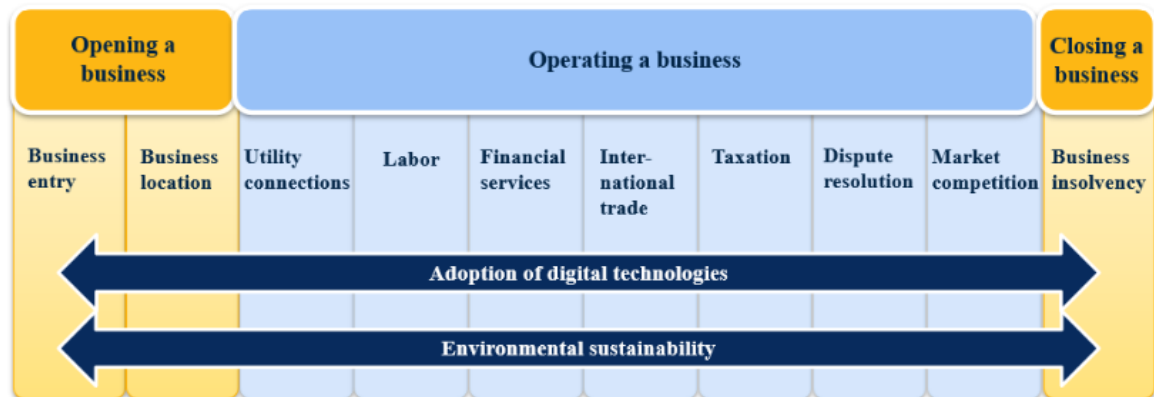 Opening a
business
Operating a business
Closing a
business
Business
entry
Business
location
Utility
connections
Labor
Financial
services
Inter-
national
trade
Taxation
Dispute
resolution
Market
competition
Business
insolvency
Adoption of digital technologies
Environmental sustainability